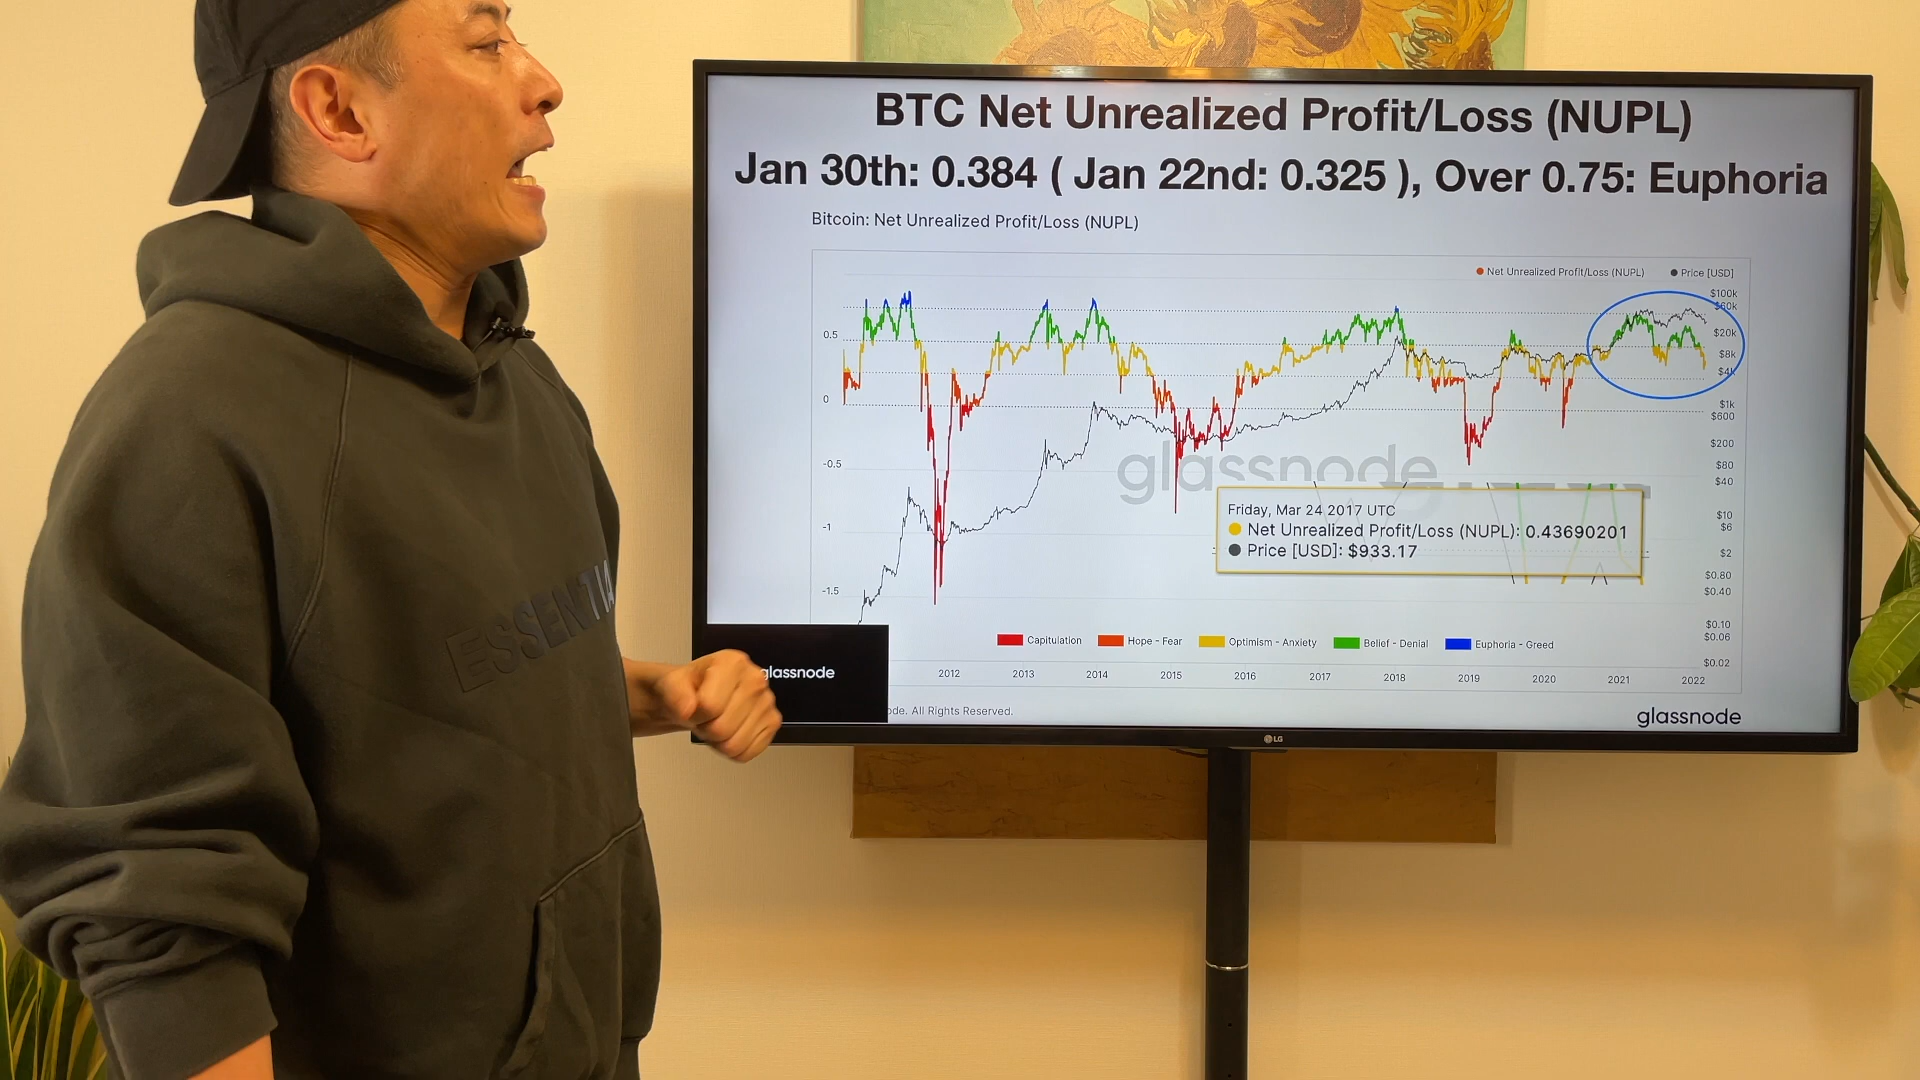 BTC Net Unrealized Profit/Loss (NUPL)
Jan 30th: 0.384 ( Jan 22nd: 0.325 ), Over 0.75: Euphoria
Bitcoin: Net Unrealized Profit/Loss (NUPL)
Net Unrealized Profit/Loss (NUPL) Price [USD]
$100k
$60k
0.5
$20k
$8k
$4k
0
$1k
$600
$200
-0.5
$80
$40
glassnode
Friday, Mar 24 2017 UTC
Net Unrealized Profit/Loss (NUPL): 0.43690201
Price [USD]: $933.17
$10
$6
-1
$2
$0.80
-1.5
$0.40
$0.10
$0.06
$0.02
Capitulation Hope - Fear Optimism - Anxiety Belief - Denial Euphoria - Greed
2012 2013 2014 2015 2016 2017 2018 2019 2020 2021 2022
glassnode
ode. All Rights Reserved.
glassnode
LG
ESSENTIA